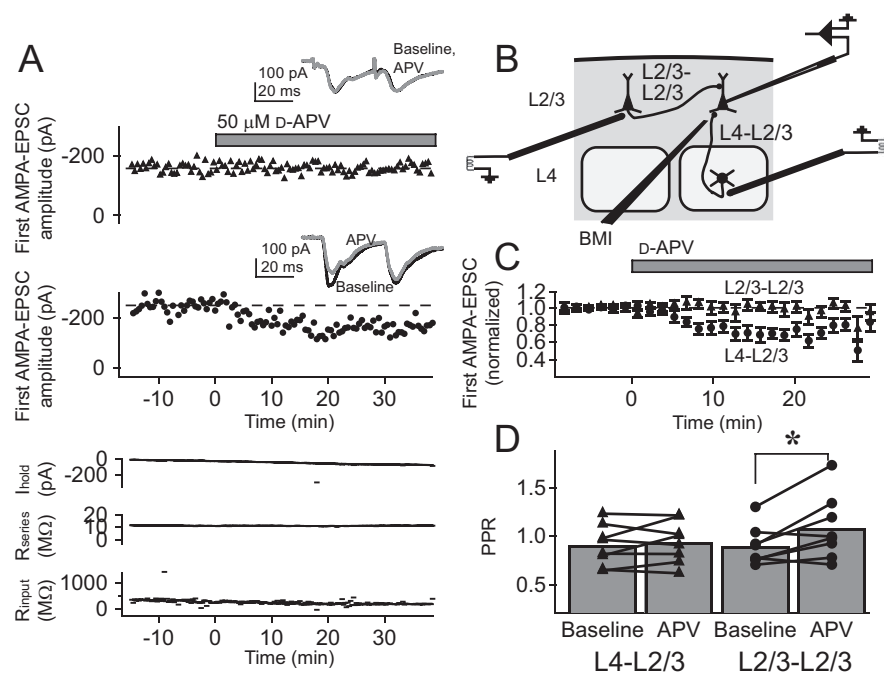 A
Baseline,
APV
100 pA
20 ms
50 µM D-APV
First AMPA-EPSC
amplitude (pA)
-200
0
100 pA
20 ms
APV
Baseline
First AMPA-EPSC
amplitude (pA)
-200
0
-10 0 10 20 30
Time (min)
Ihold
(pA)
0
-200
Rseries
(MΩ)
20
10
0
Rinput
(MΩ)
1000
0
-10 0 10 20 30
Time (min)
B
L2/3-
L2/3
L2/3
L4-L2/3
L4
BMI
C
D-APV
First AMPA-EPSC
(normalized)
1.2
1.0
0.8
0.6
0.4
L2/3-L2/3
L4-L2/3
0 10 20
Time (min)
D
*
PPR
1.5
1.0
0.5
Baseline APV Baseline APV
L4-L2/3 L2/3-L2/3